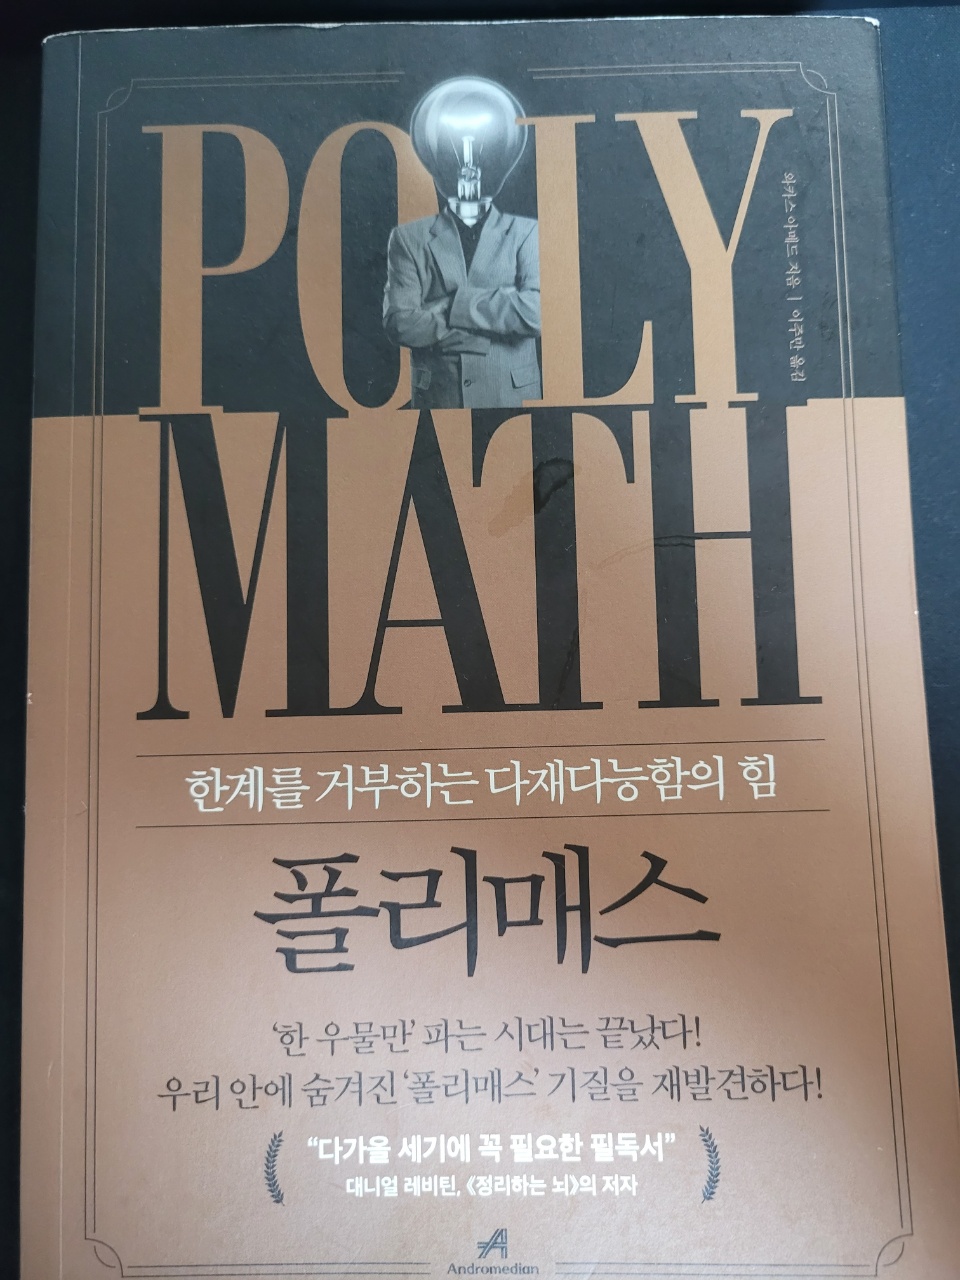 POLY
와카스 아메드 지음 | 이주만 옮김
MATH
한계를 거부하는 다재다능함의 힘
폴리매스
‘한 우물만’ 파는 시대는 끝났다!
우리 안에 숨겨진 ‘폴리매스’ 기질을 재발견하다!
“다가올 세기에 꼭 필요한 필독서”
대니얼 레비틴, 《정리하는 뇌》의 저자
Andromedian